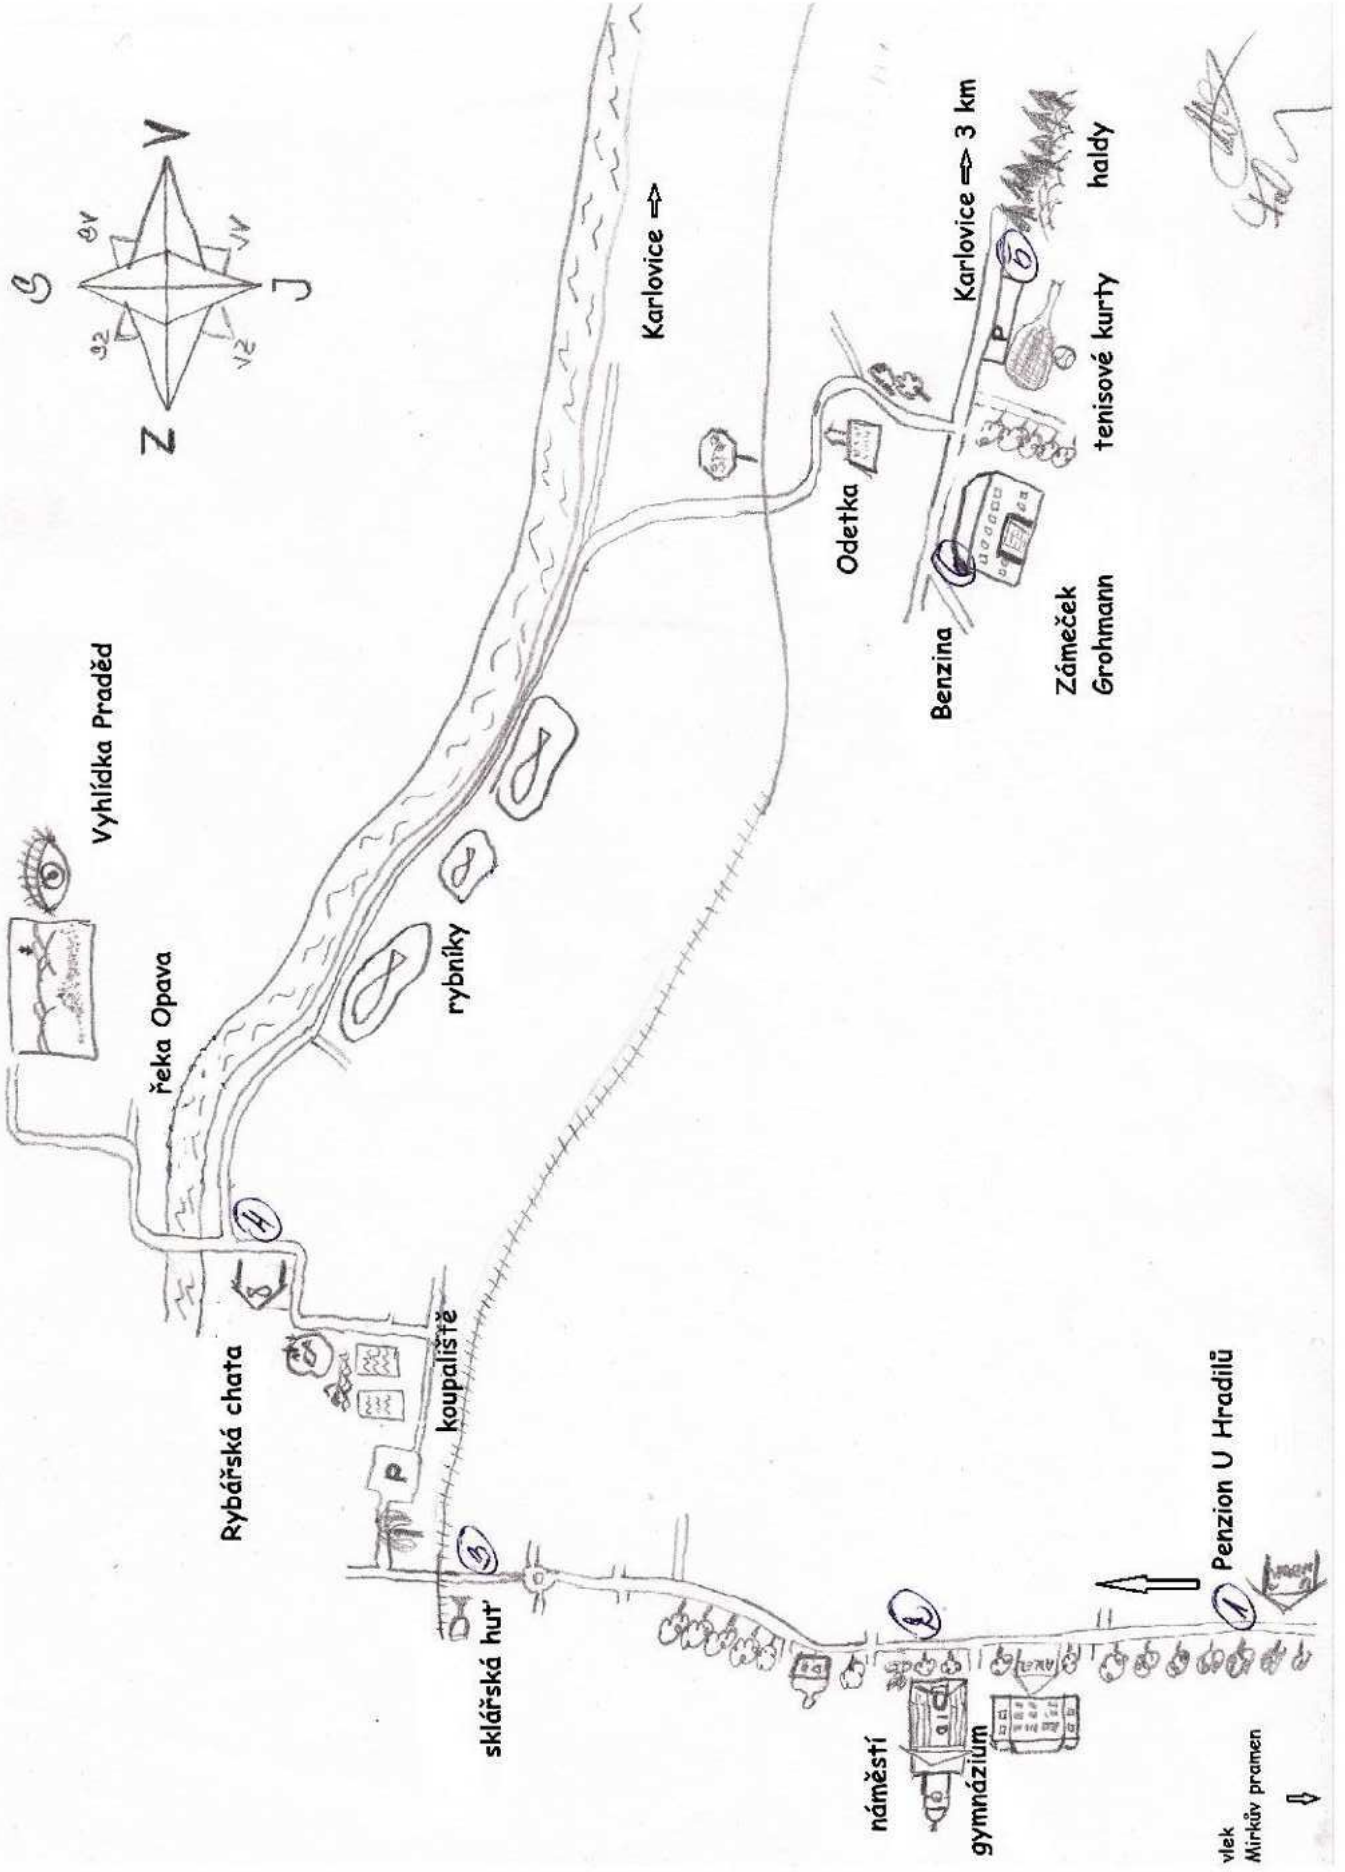 S
SV
V
JV
J
JZ
Z
SZ
Vyhlídka Praděd
řeka Opava
Karlovice ⇨
rybníky
Rybářská chata
4
koupaliště
P
3
sklářská huť
STOP
Odetka
Benzina
Karlovice ⇨ 3 km
P
5
haldy
tenisové kurty
Zámeček
Grohmann
náměstí
2
gymnázium
1
Penzion U Hradilů
vlek
Mirkův pramen